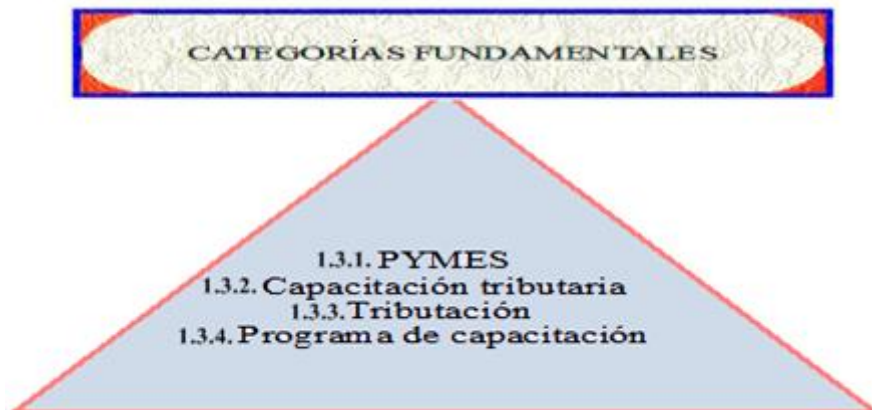 CATEGORÍAS FUNDAMENTALES
1.3.1. PYMES
1.3.2. Capacitación tributaria
1.3.3.Tributación
1.3.4. Programa de capacitación